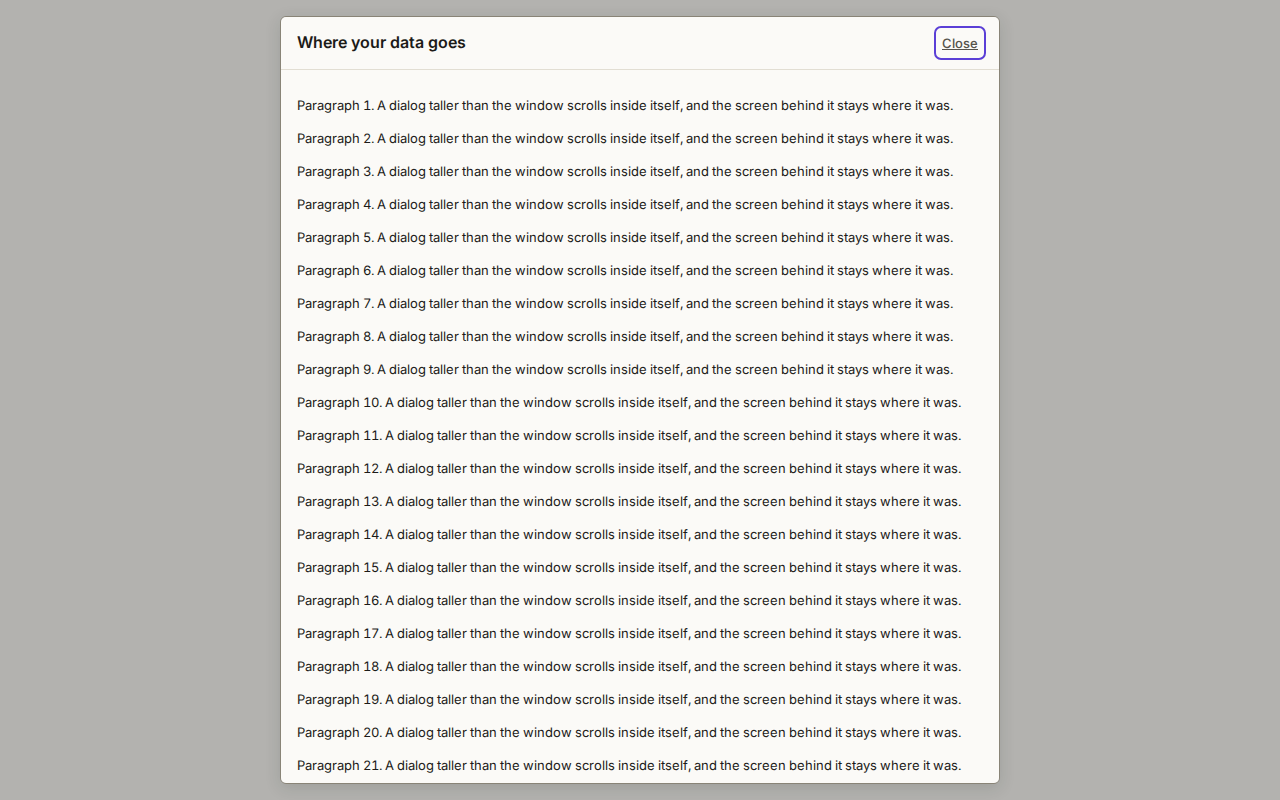 Where your data goes
Close
Paragraph 1. A dialog taller than the window scrolls inside itself, and the screen behind it stays where it was.
Paragraph 2. A dialog taller than the window scrolls inside itself, and the screen behind it stays where it was.
Paragraph 3. A dialog taller than the window scrolls inside itself, and the screen behind it stays where it was.
Paragraph 4. A dialog taller than the window scrolls inside itself, and the screen behind it stays where it was.
Paragraph 5. A dialog taller than the window scrolls inside itself, and the screen behind it stays where it was.
Paragraph 6. A dialog taller than the window scrolls inside itself, and the screen behind it stays where it was.
Paragraph 7. A dialog taller than the window scrolls inside itself, and the screen behind it stays where it was.
Paragraph 8. A dialog taller than the window scrolls inside itself, and the screen behind it stays where it was.
Paragraph 9. A dialog taller than the window scrolls inside itself, and the screen behind it stays where it was.
Paragraph 10. A dialog taller than the window scrolls inside itself, and the screen behind it stays where it was.
Paragraph 11. A dialog taller than the window scrolls inside itself, and the screen behind it stays where it was.
Paragraph 12. A dialog taller than the window scrolls inside itself, and the screen behind it stays where it was.
Paragraph 13. A dialog taller than the window scrolls inside itself, and the screen behind it stays where it was.
Paragraph 14. A dialog taller than the window scrolls inside itself, and the screen behind it stays where it was.
Paragraph 15. A dialog taller than the window scrolls inside itself, and the screen behind it stays where it was.
Paragraph 16. A dialog taller than the window scrolls inside itself, and the screen behind it stays where it was.
Paragraph 17. A dialog taller than the window scrolls inside itself, and the screen behind it stays where it was.
Paragraph 18. A dialog taller than the window scrolls inside itself, and the screen behind it stays where it was.
Paragraph 19. A dialog taller than the window scrolls inside itself, and the screen behind it stays where it was.
Paragraph 20. A dialog taller than the window scrolls inside itself, and the screen behind it stays where it was.
Paragraph 21. A dialog taller than the window scrolls inside itself, and the screen behind it stays where it was.